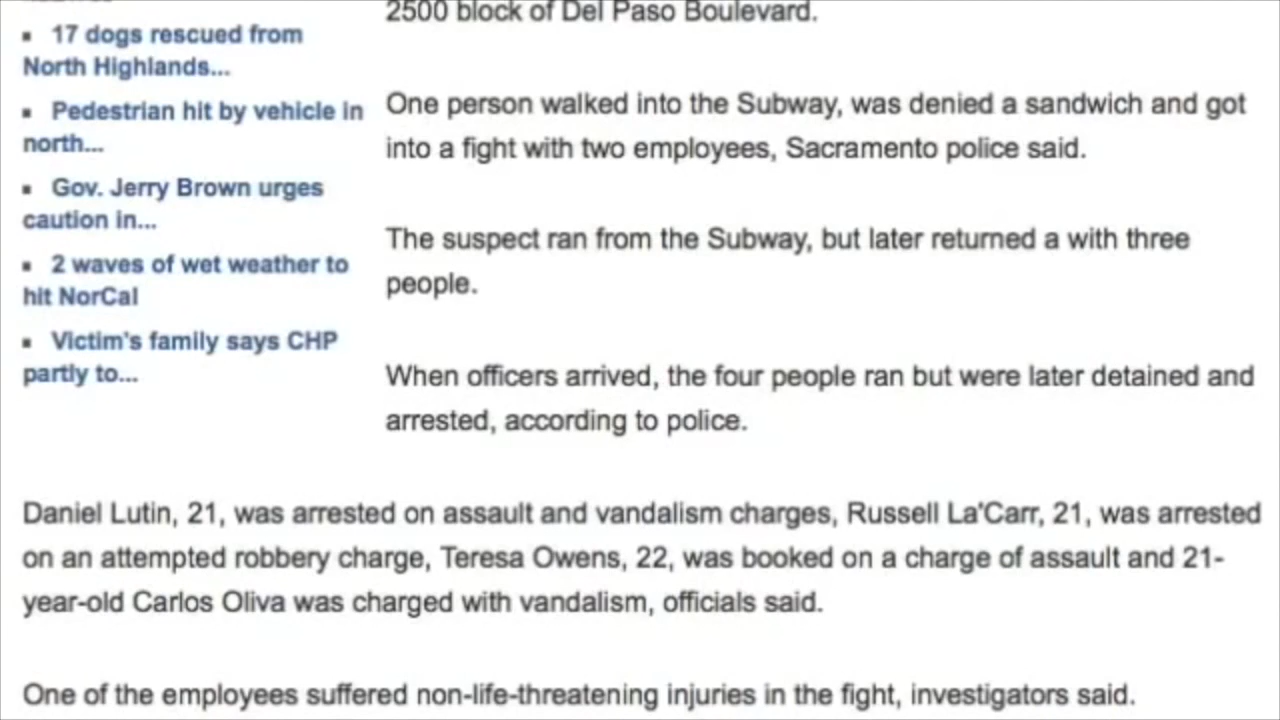 2500 block of Del Paso Boulevard.
▪ 17 dogs rescued from
North Highlands...
▪ Pedestrian hit by vehicle in
north...
▪ Gov. Jerry Brown urges
caution in...
▪ 2 waves of wet weather to
hit NorCal
▪ Victim's family says CHP
partly to...
One person walked into the Subway, was denied a sandwich and got
into a fight with two employees, Sacramento police said.
The suspect ran from the Subway, but later returned a with three
people.
When officers arrived, the four people ran but were later detained and
arrested, according to police.
Daniel Lutin, 21, was arrested on assault and vandalism charges, Russell La'Carr, 21, was arrested
on an attempted robbery charge, Teresa Owens, 22, was booked on a charge of assault and 21-
year-old Carlos Oliva was charged with vandalism, officials said.
One of the employees suffered non-life-threatening injuries in the fight, investigators said.